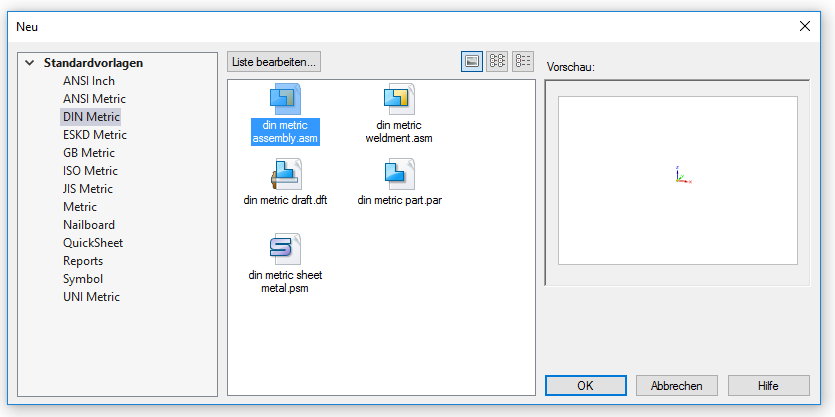 Neu
Standardvorlagen
ANSI Inch
ANSI Metric
DIN Metric
ESKD Metric
GB Metric
ISO Metric
JIS Metric
Metric
Nailboard
QuickSheet
Reports
Symbol
UNI Metric
Liste bearbeiten...
din metric
assembly.asm
din metric
weldment.asm
din metric draft.dft
din metric part.par
din metric sheet
metal.psm
Vorschau:
OK
Abbrechen
Hilfe